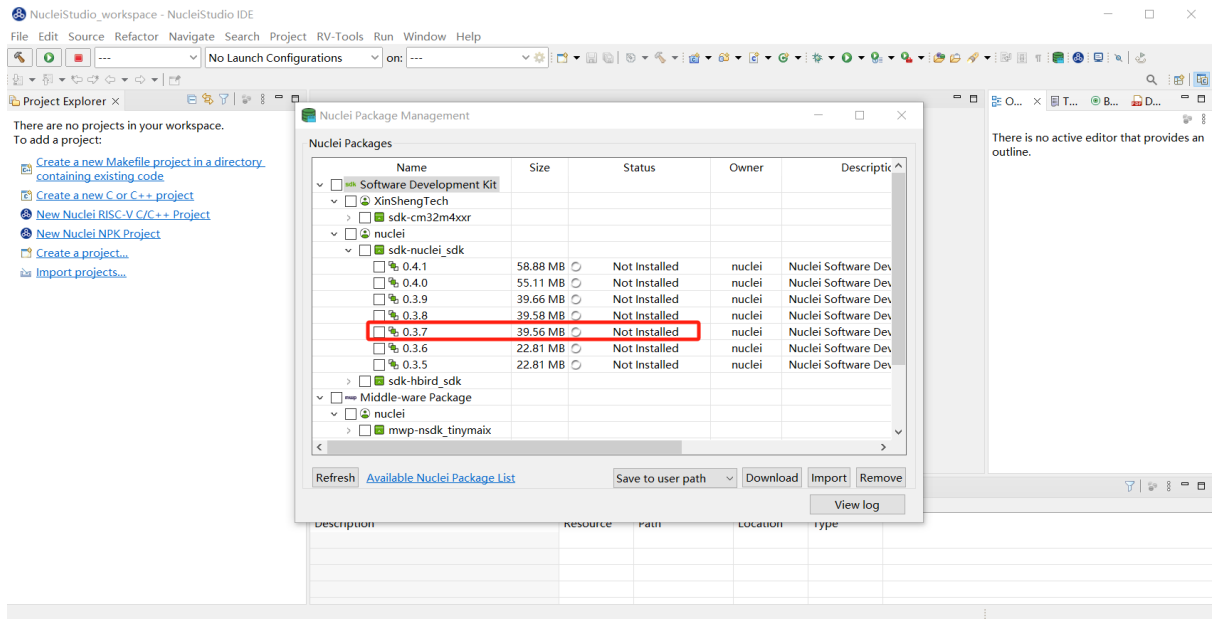 NucleiStudio_workspace - NucleiStudio IDE
File Edit Source Refactor Navigate Search Project RV-Tools Run Window Help
--- No Launch Configurations on: ---
Project Explorer
There are no projects in your workspace.
To add a project:
Create a new Makefile project in a directory
containing existing code
Create a new C or C++ project
New Nuclei RISC-V C/C++ Project
New Nuclei NPK Project
Create a project...
Import projects...
Nuclei Package Management
Nuclei Packages
Name Size Status Owner Descriptic
Software Development Kit
XinShengTech
sdk-cm32m4xxr
nuclei
sdk-nuclei_sdk
0.4.1 58.88 MB Not Installed nuclei Nuclei Software Dev
0.4.0 55.11 MB Not Installed nuclei Nuclei Software Dev
0.3.9 39.66 MB Not Installed nuclei Nuclei Software Dev
0.3.8 39.58 MB Not Installed nuclei Nuclei Software Dev
0.3.7 39.56 MB Not Installed nuclei Nuclei Software Dev
0.3.6 22.81 MB Not Installed nuclei Nuclei Software Dev
0.3.5 22.81 MB Not Installed nuclei Nuclei Software Dev
sdk-hbird_sdk
Middle-ware Package
nuclei
mwp-nsdk_tinymaix
Refresh Available Nuclei Package List Save to user path Download Import Remove
View log
O... T... B... D...
There is no active editor that provides an
outline.
Description Resource Path Location Type